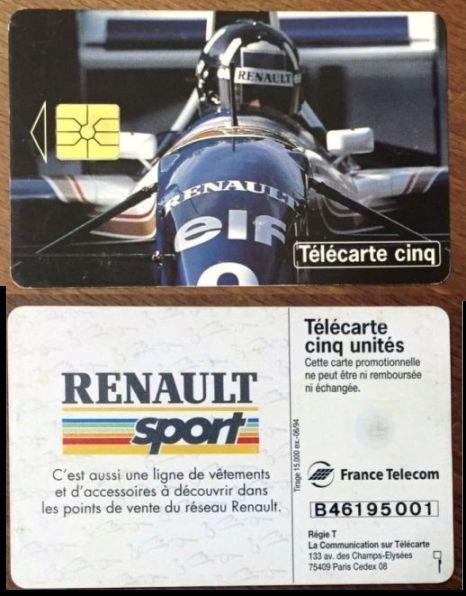 RENAULT
RENAULT
elf
0
Télécarte cinq
RENAULT
sport
C'est aussi une ligne de vêtements
et d'accessoires à découvrir dans
les points de vente du réseau Renault.
Tirage 15.000 ex.-06/94
Télécarte
cinq unités
Cette carte promotionnelle
ne peut être ni remboursée
ni échangée.
France Telecom
B46195001
Régie T
La Communication sur Télécarte
133 av. des Champs-Elysées
75409 Paris Cedex 08